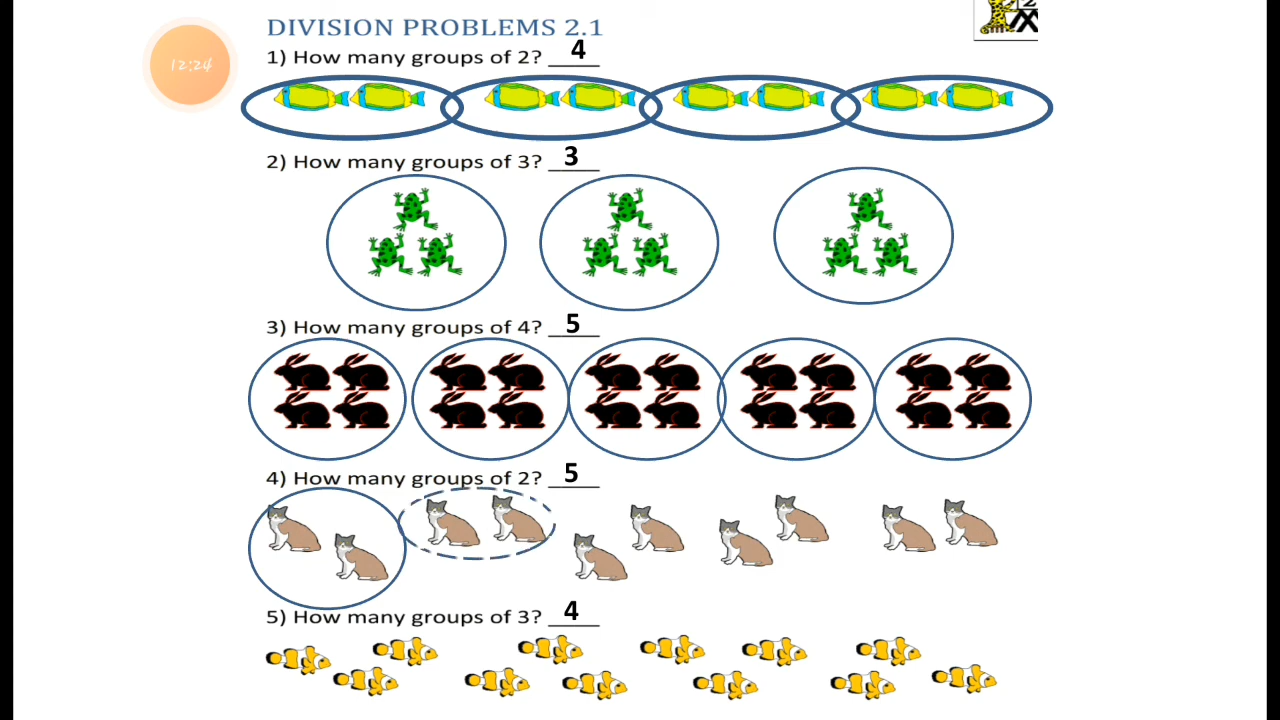 DIVISION PROBLEMS 2.1
12:24
1) How many groups of 2? 4
2) How many groups of 3? 3
3) How many groups of 4? 5
4) How many groups of 2? 5
5) How many groups of 3? 4